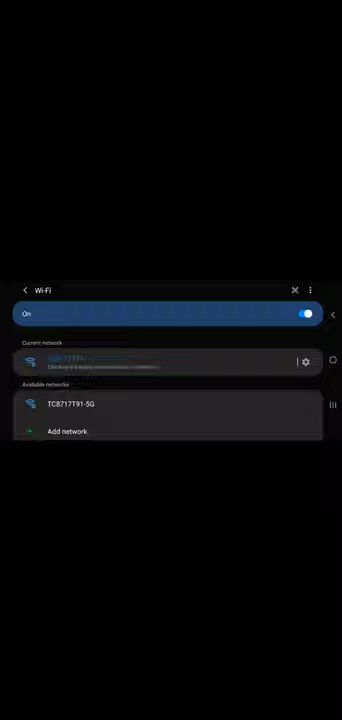 Wi-Fi
On
Current network
Available networks
TC8717T91-5G
Add network